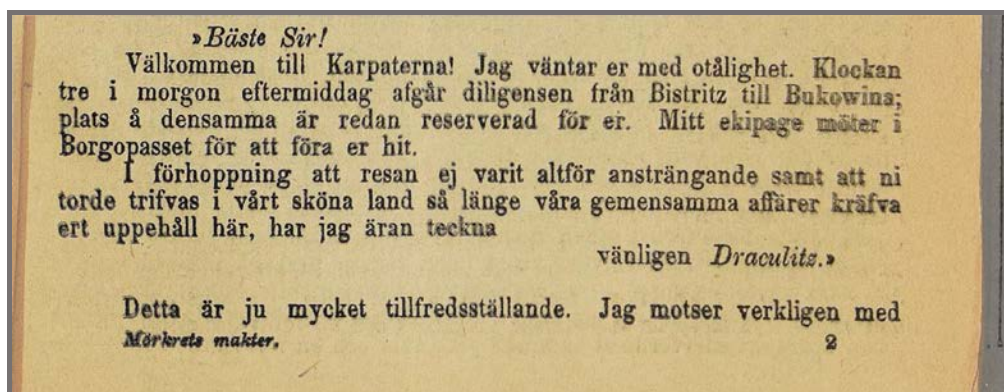 »Bäste Sir!
Välkommen till Karpaterna! Jag väntar er med otålighet. Klockan
tre i morgon eftermiddag afgår diligensen från Bistritz till Bukowina;
plats å densamma är redan reserverad för er. Mitt ekipage möter i
Borgopasset för att föra er hit.
I förhoppning att resan ej varit altför ansträngande samt att ni
torde trifvas i vårt sköna land så länge våra gemensamma affärer kräfva
ert uppehåll här, har jag äran teckna
vänligen Draculitz.»
Detta är ju mycket tillfredsställande. Jag motser verkligen med
Mörkrets makter. 2